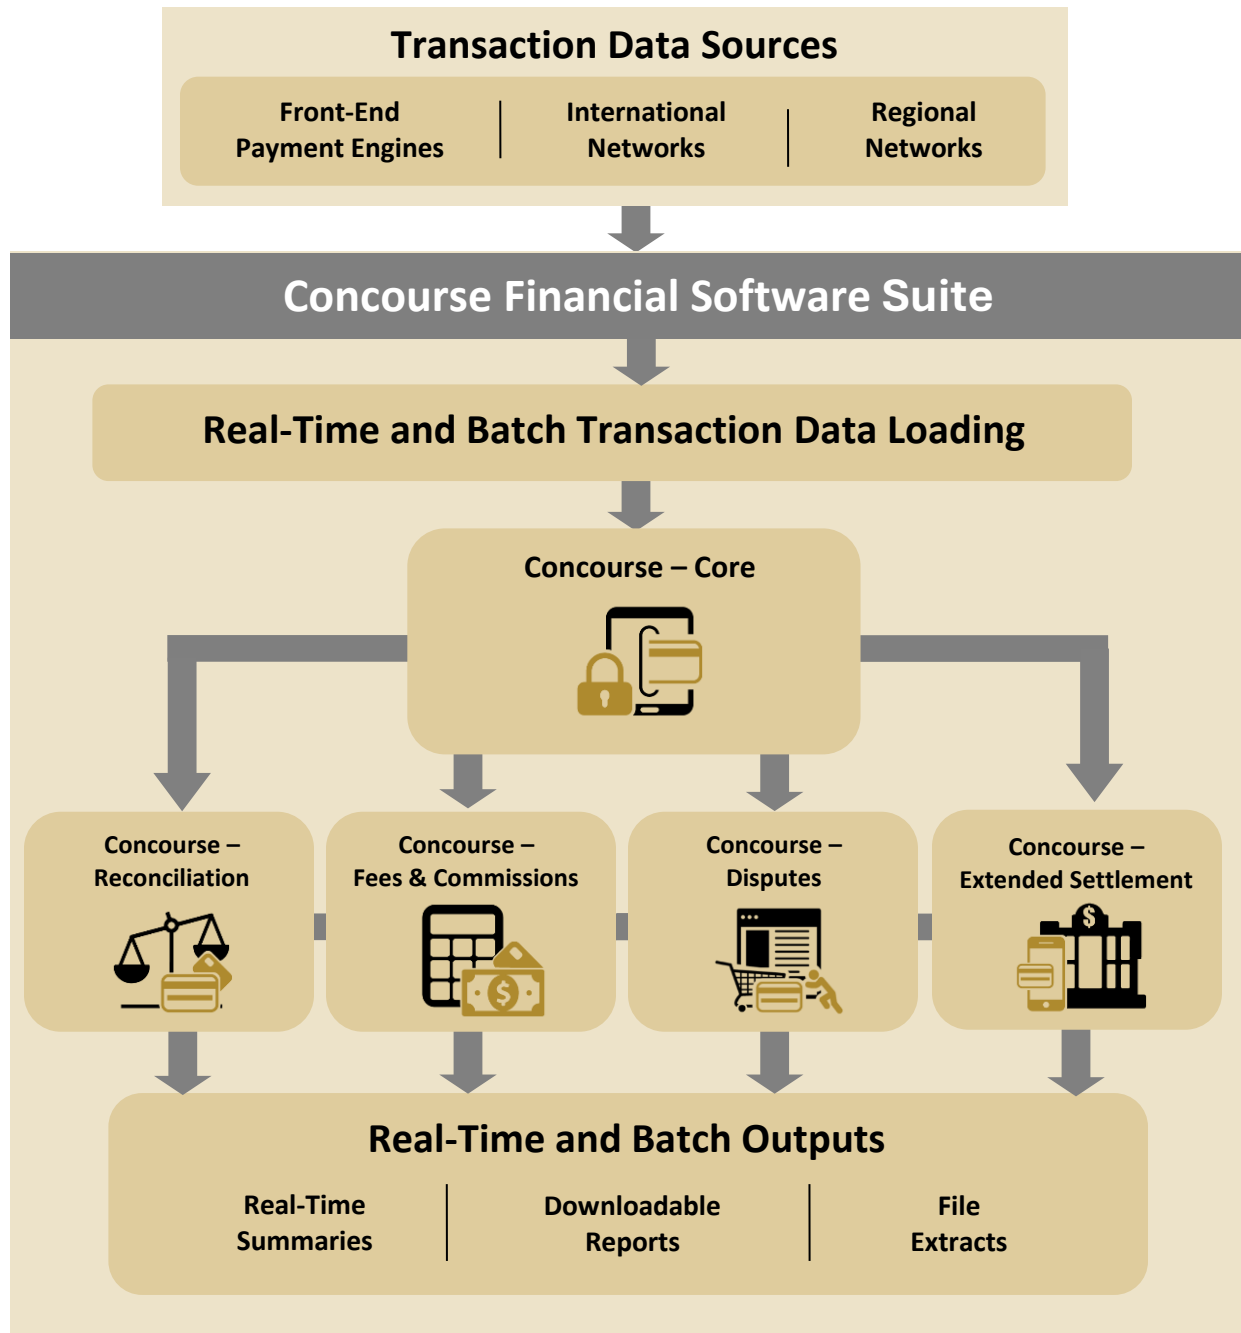 Transaction Data Sources
Front-End
Payment Engines
International
Networks
Regional
Networks
Concourse Financial Software Suite
Real-Time and Batch Transaction Data Loading
Concourse – Core
Concourse –
Reconciliation
Concourse –
Fees & Commissions
$
Concourse –
Disputes
Concourse –
Extended Settlement
$
Real-Time and Batch Outputs
Real-Time
Summaries
Downloadable
Reports
File
Extracts